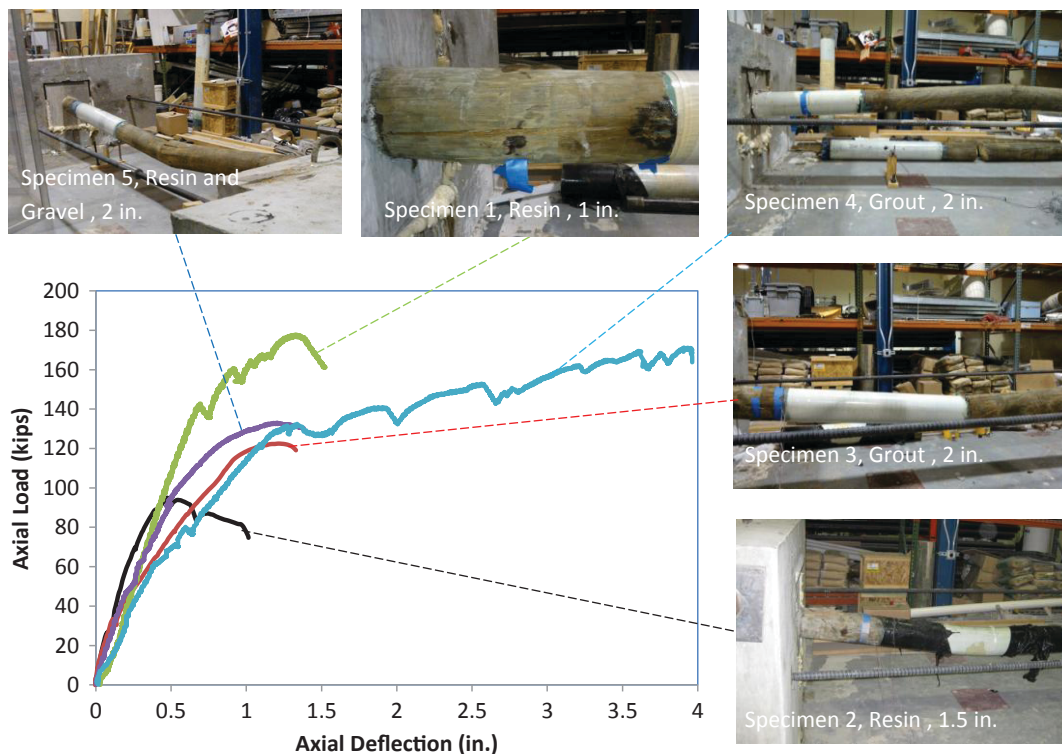 Specimen 5, Resin and
Gravel , 2 in.
Specimen 1, Resin , 1 in.
Specimen 4, Grout , 2 in.
Specimen 3, Grout , 2 in.
Specimen 2, Resin , 1.5 in.
Axial Load (kips)
200
180
160
140
120
100
80
60
40
20
0
0 0.5 1 1.5 2 2.5 3 3.5 4
Axial Deflection (in.)